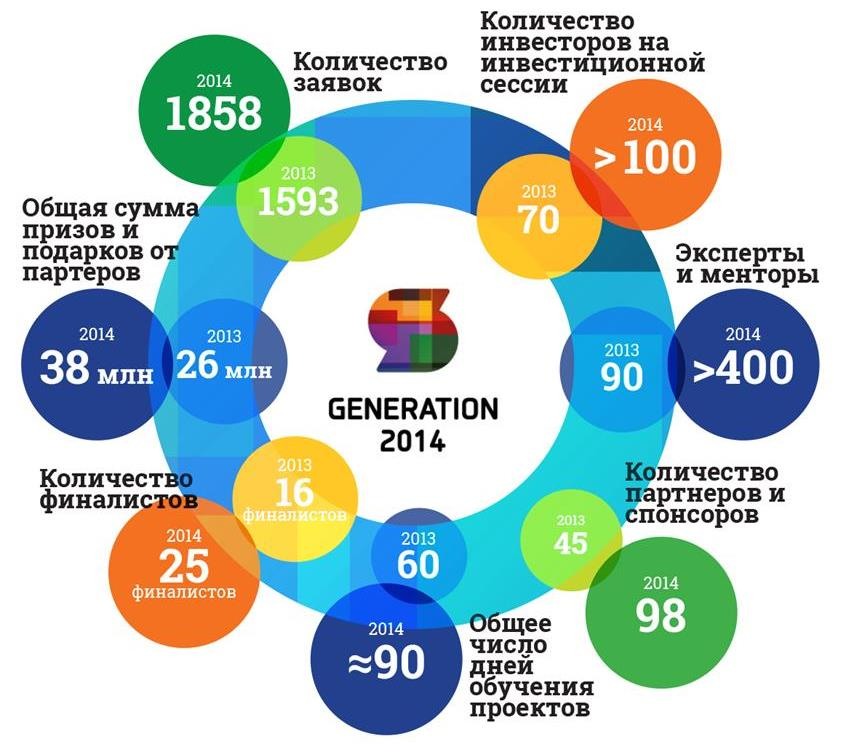 Количество
заявок
2014
1858
2013
1593
Количество
инвесторов на
инвестиционной
сессии
2014
> 100
2013
70
Общая сумма
призов и
подарков от
партеров
2014
38 млн
2013
26 млн
Эксперты
и менторы
2013
90
2014
>400
GENERATION
2014
Количество
финалистов
2013
16
финалистов
2014
25
финалистов
2013
60
2014
≈90
Общее
число
дней
обучения
проектов
Количество
партнеров и
спонсоров
2013
45
2014
98